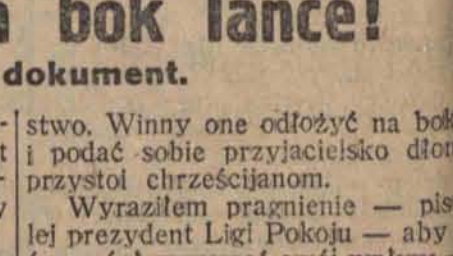 bok lance!
dokument.
stwo. Winny one odłożyć na bok
i podać sobie przyjacielsko dłoń
przystoi chrześcijanom.
Wyraziłem pragnienie — pis
lej prezydent Ligi Pokoju — aby